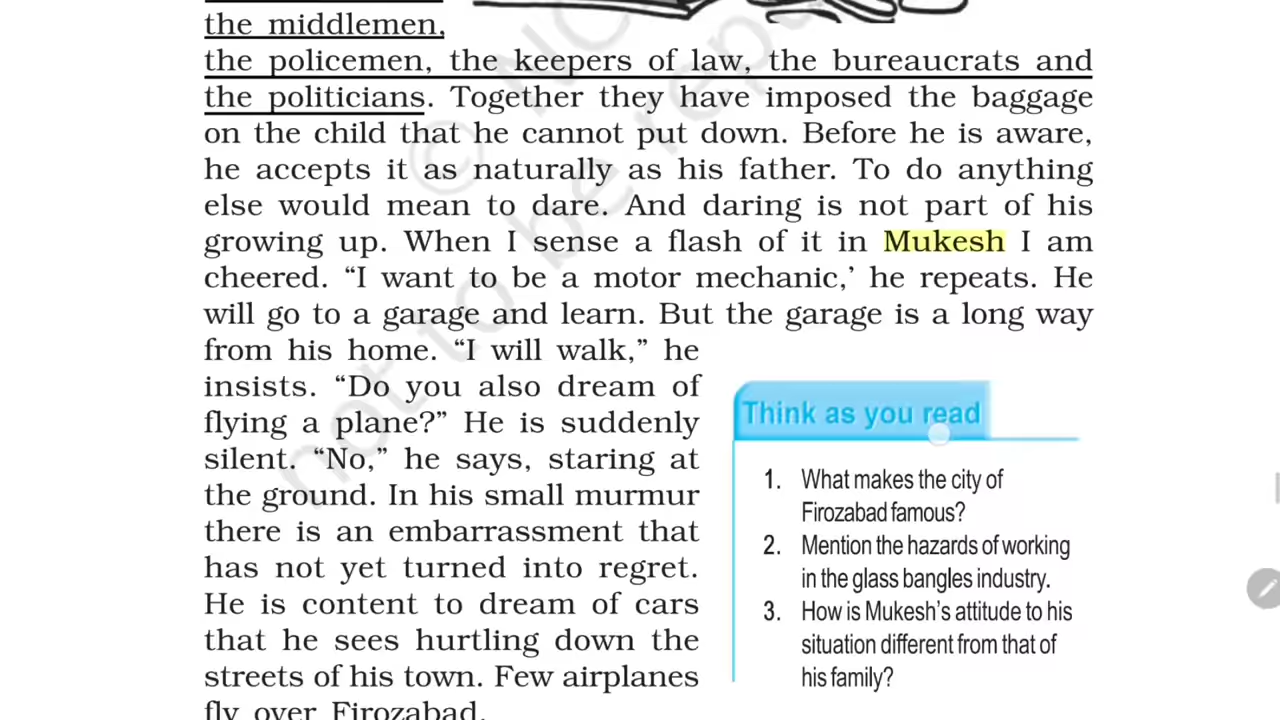 the middlemen,
the policemen, the keepers of law, the bureaucrats and
the politicians. Together they have imposed the baggage
on the child that he cannot put down. Before he is aware,
he accepts it as naturally as his father. To do anything
else would mean to dare. And daring is not part of his
growing up. When I sense a flash of it in Mukesh I am
cheered. “I want to be a motor mechanic,’ he repeats. He
will go to a garage and learn. But the garage is a long way
from his home. “I will walk,” he
insists. “Do you also dream of
flying a plane?” He is suddenly
silent. “No,” he says, staring at
the ground. In his small murmur
there is an embarrassment that
has not yet turned into regret.
He is content to dream of cars
that he sees hurtling down the
streets of his town. Few airplanes
fly over Firozabad.
Think as you read
1. What makes the city of
Firozabad famous?
2. Mention the hazards of working
in the glass bangles industry.
3. How is Mukesh’s attitude to his
situation different from that of
his family?
not to be repu